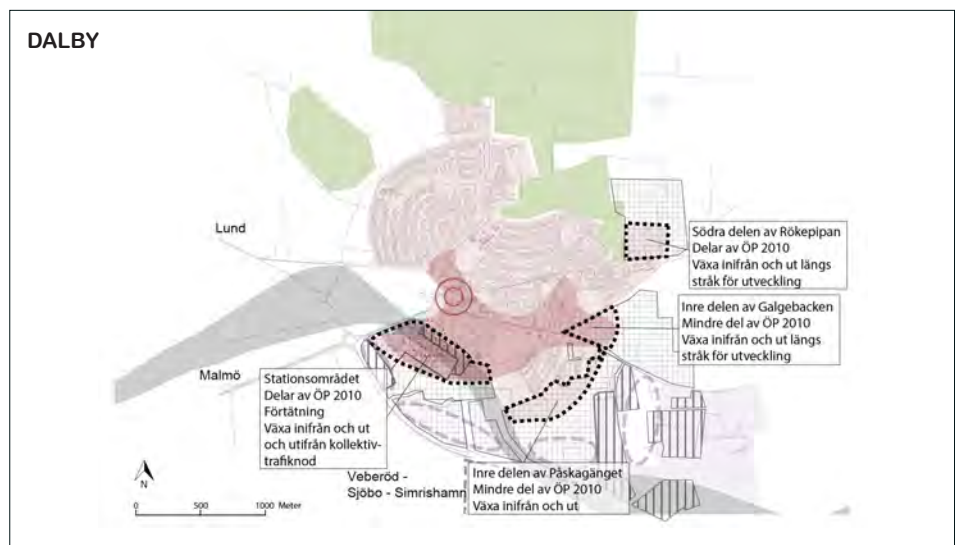 DALBY
Lund
Malmö
Södra delen av Rökepipan
Delar av ÖP 2010
Växa inifrån och ut längs
stråk för utveckling
Inre delen av Galgebacken
Mindre del av ÖP 2010
Växa inifrån och ut längs
stråk för utveckling
Stationsområdet
Delar av ÖP 2010
Förtätning
Växa inifrån och ut
och utifrån kollektiv-
trafiknod
Inre delen av Påskagänget
Mindre del av ÖP 2010
Växa inifrån och ut
Veberöd -
Sjöbo - Simrishamn
N
0 500 1000 Meter